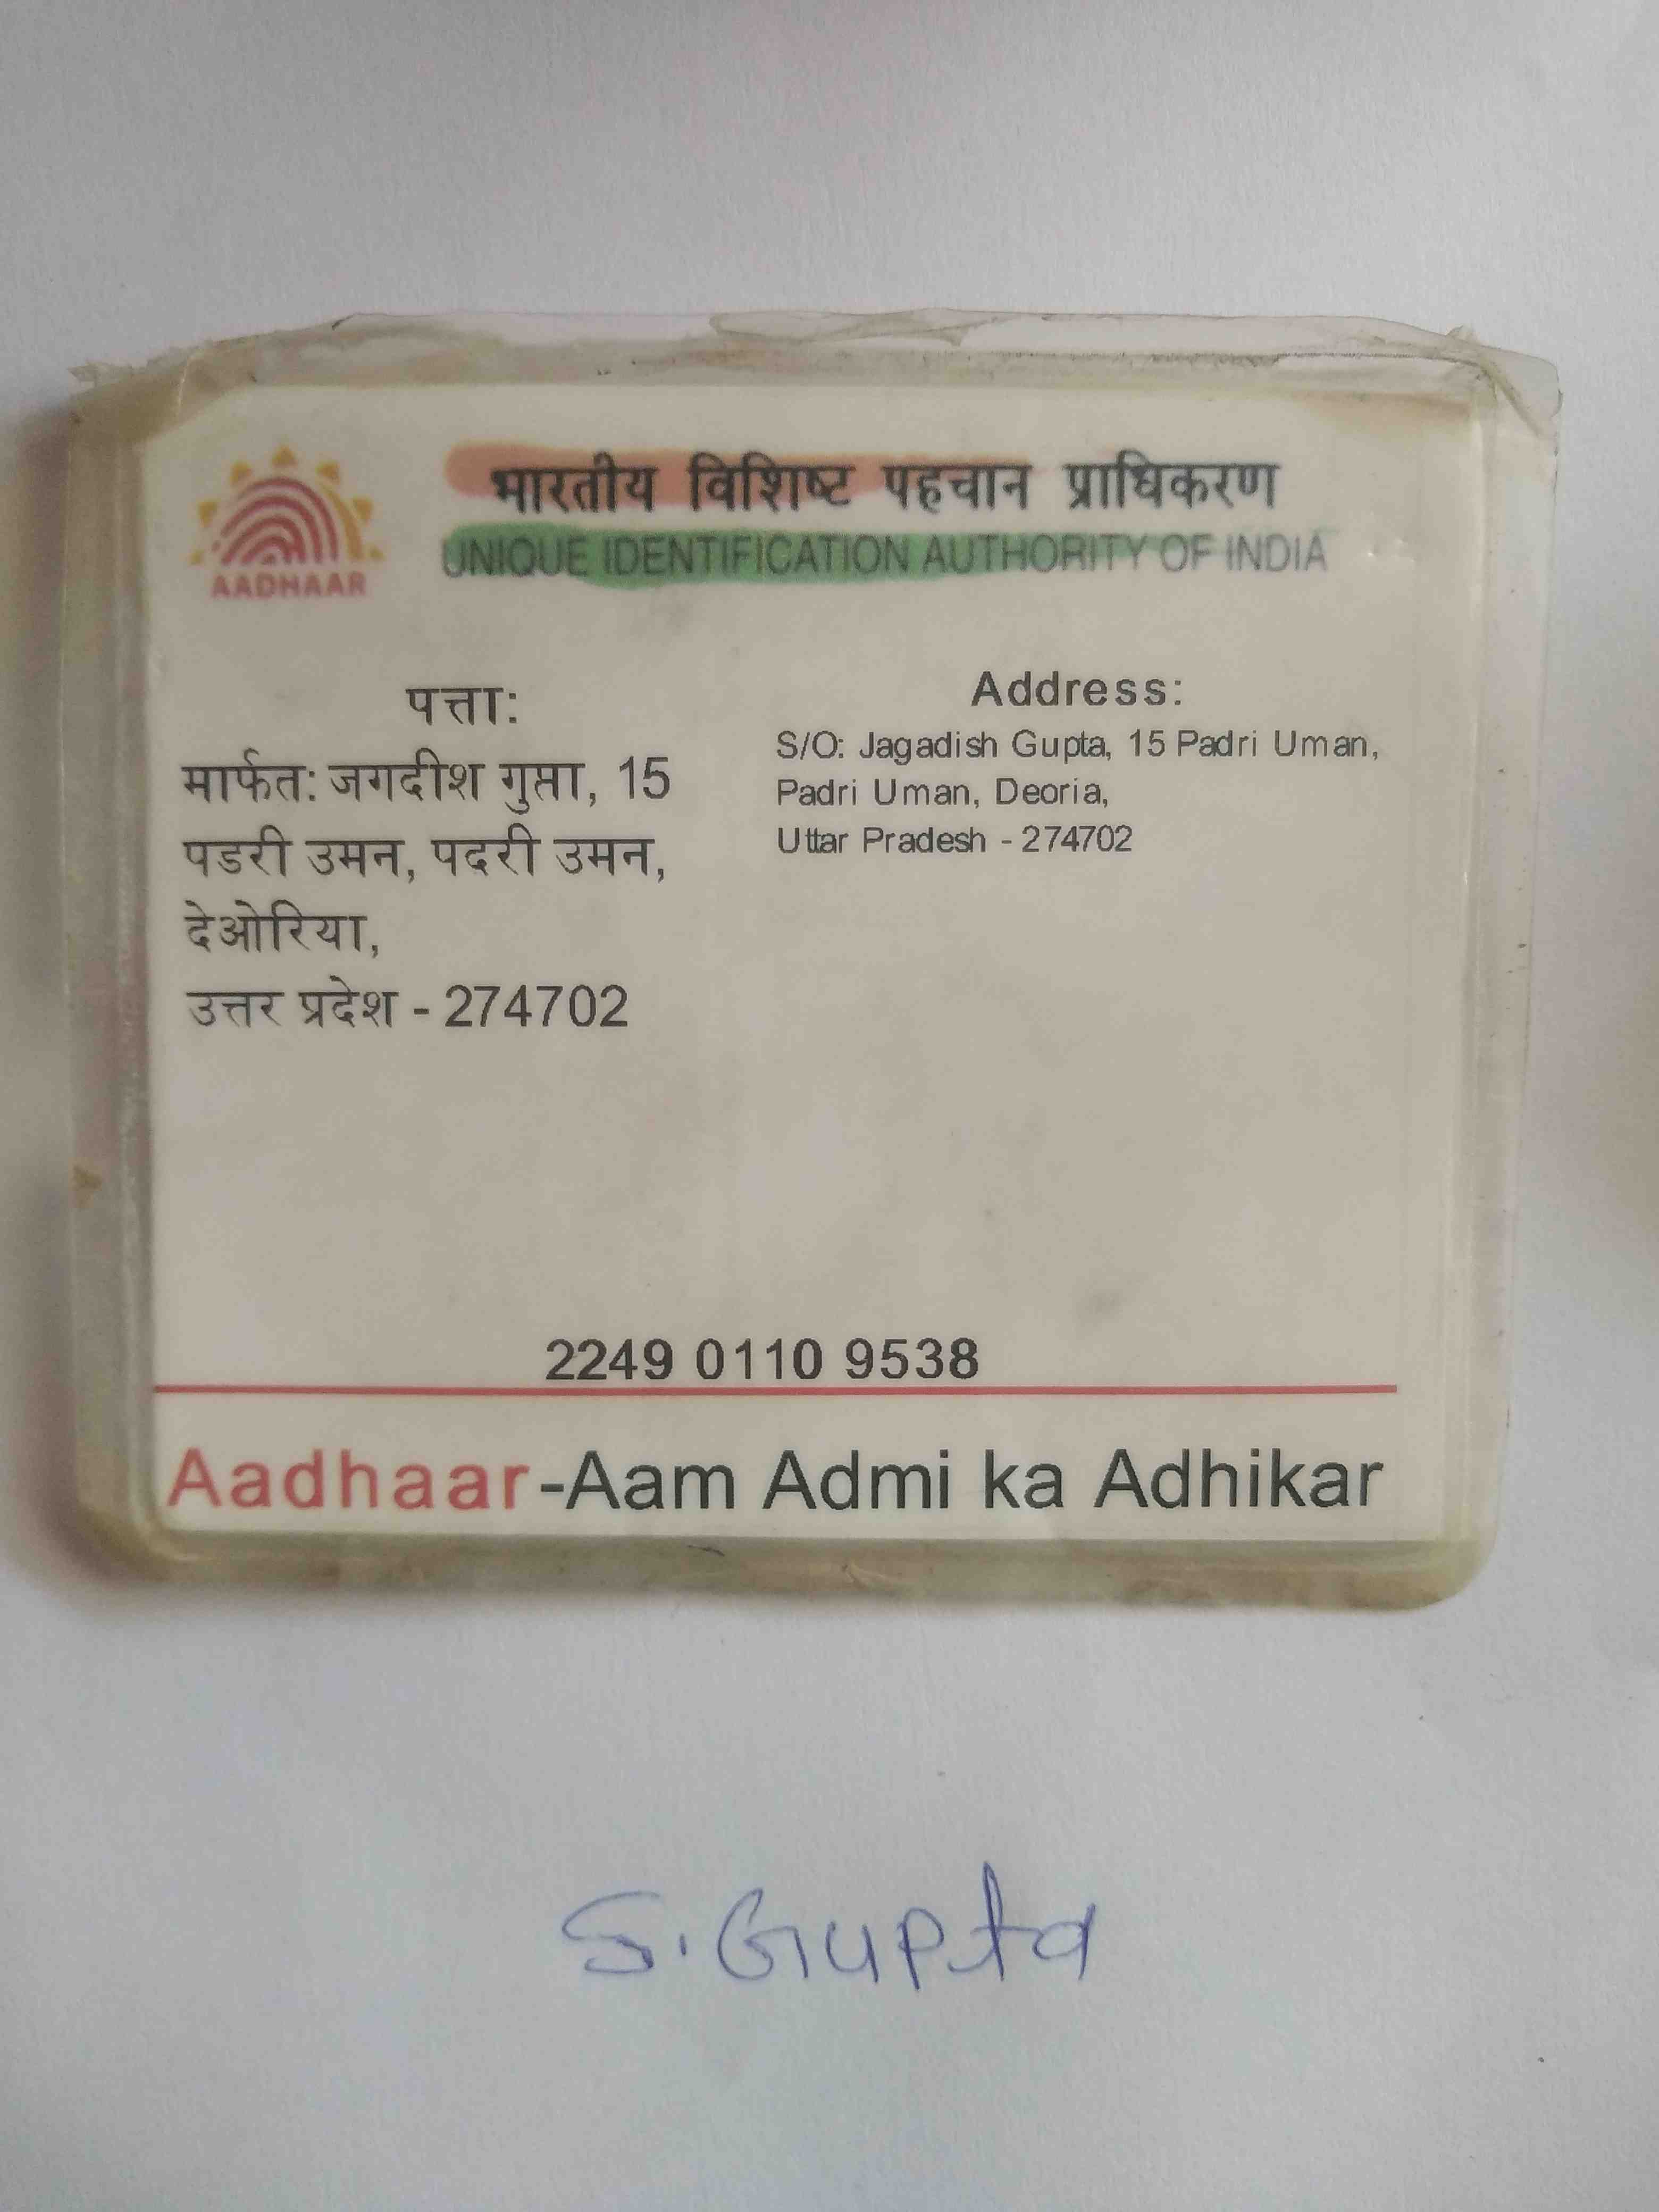 भारतीय विशिष्ट पहचान प्राधिकरण
UNIQUE IDENTIFICATION AUTHORITY OF INDIA
AADHAAR
पत्ता:
मार्फत: जगदीश गुप्ता, 15
पडरी उमन, पदरी उमन,
देओरिया,
उत्तर प्रदेश - 274702
Address:
S/O: Jagadish Gupta, 15 Padri Uman,
Padri Uman, Deoria,
Uttar Pradesh - 274702
2249 0110 9538
Aadhaar-Aam Admi ka Adhikar
S. Gupta